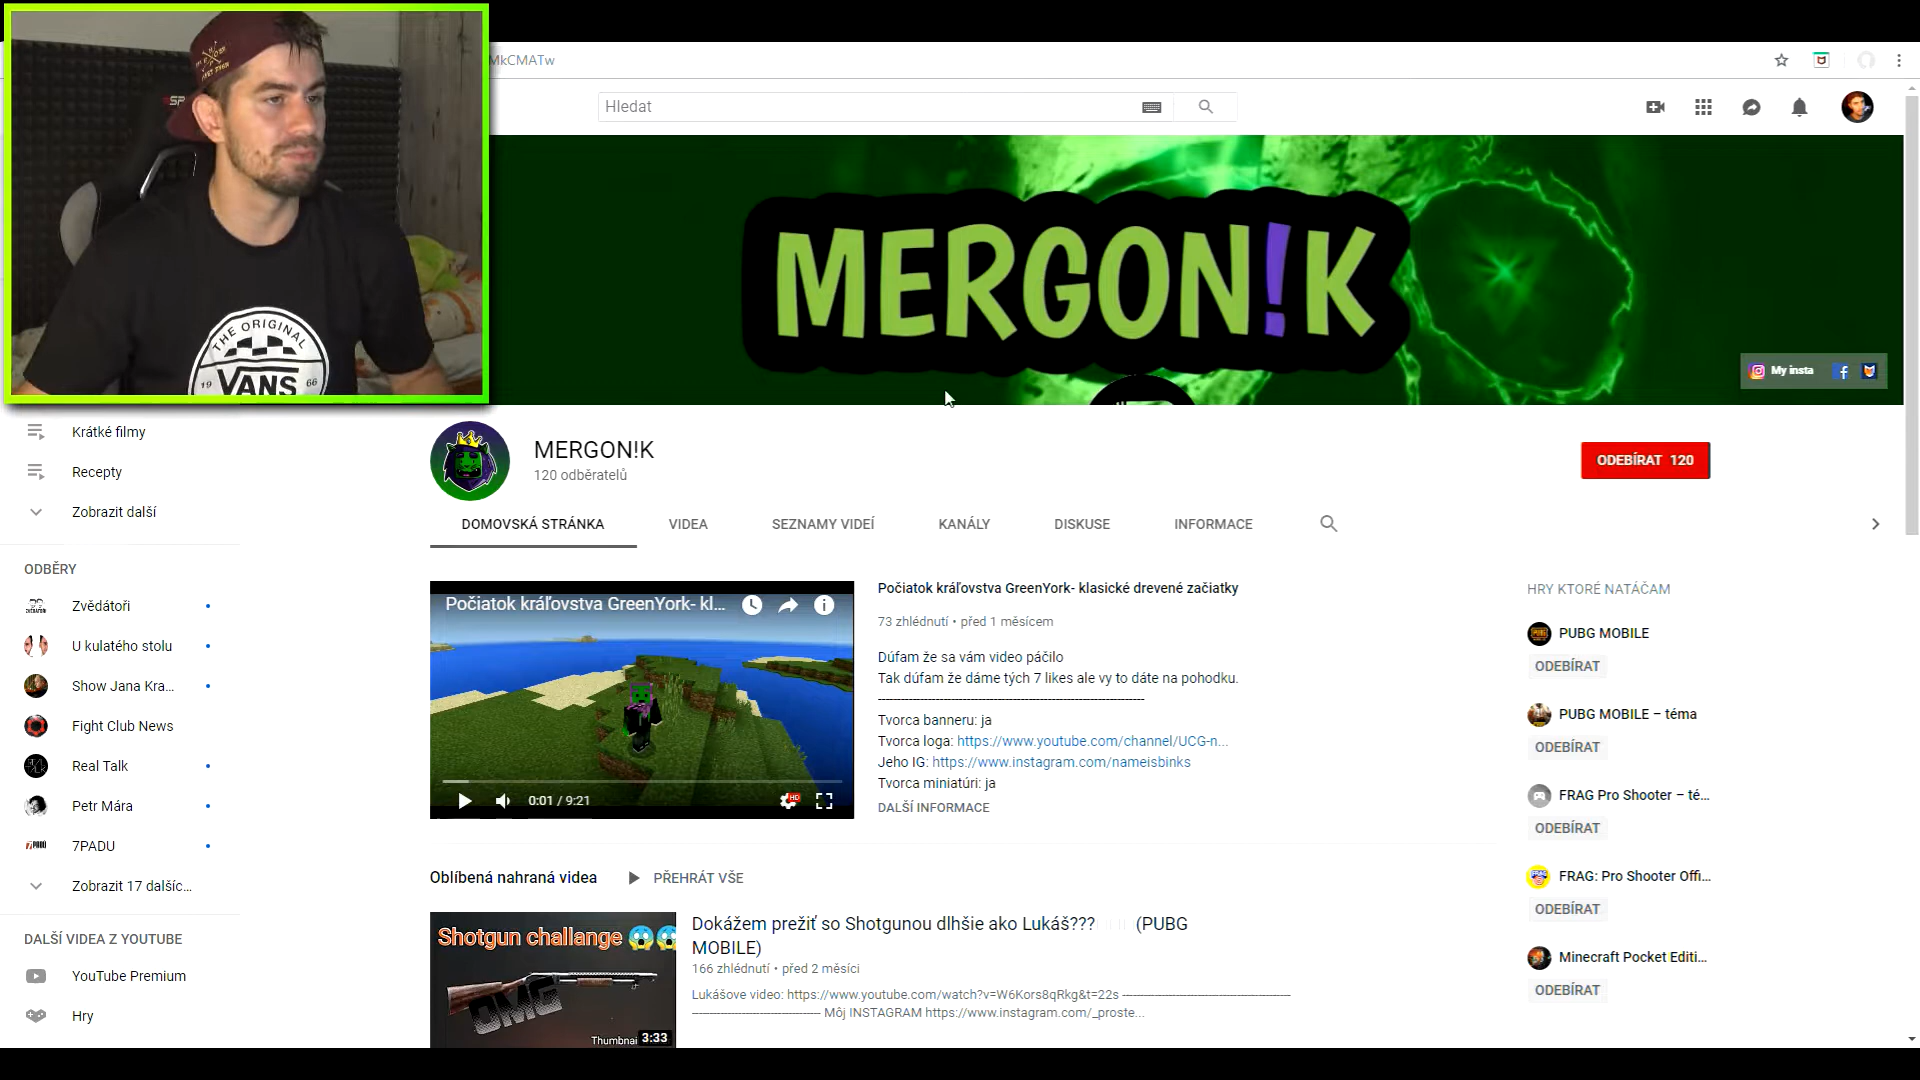 MkCMATw
Hledat
SP
THE ORIGINAL
19 66
VANS
MERGON!K
My insta
Krátké filmy
Recepty
Zobrazit další
ODBĚRY
Zvědátoři
U kulatého stolu
Show Jana Kra...
Fight Club News
Real Talk
Petr Mára
7PADU
Zobrazit 17 dalšíc...
DALŠÍ VIDEA Z YOUTUBE
YouTube Premium
Hry
MERGON!K
120 odběratelů
ODEBÍRAT 120
DOMOVSKÁ STRÁNKA VIDEA SEZNAMY VIDEÍ KANÁLY DISKUSE INFORMACE
Počiatok kráľovstva GreenYork- kl...
0:01 / 9:21
HD
Počiatok kráľovstva GreenYork- klasické drevené začiatky
73 zhlédnutí • před 1 měsícem
Dúfam že sa vám video páčilo
Tak dúfam že dáme tých 7 likes ale vy to dáte na pohodku.
Tvorca banneru: ja
Tvorca loga: https://www.youtube.com/channel/UCG-n...
Jeho IG: https://www.instagram.com/nameisbinks
Tvorca miniatúri: ja
DALŠÍ INFORMACE
Oblíbená nahraná videa PŘEHRÁT VŠE
Shotgun challange
OMG
Thumbnai
3:33
Dokážem prežiť so Shotgunou dlhšie ako Lukáš??? (PUBG
MOBILE)
166 zhlédnutí • před 2 měsíci
Lukášove video: https://www.youtube.com/watch?v=W6Kors8qRkg&t=22s -----------------------------------------
------------------------------- Môj INSTAGRAM https://www.instagram.com/_proste...
HRY KTORÉ NATÁČAM
PUBG MOBILE
ODEBÍRAT
PUBG MOBILE – téma
ODEBÍRAT
FRAG Pro Shooter – té...
ODEBÍRAT
FRAG: Pro Shooter Offi...
ODEBÍRAT
Minecraft Pocket Editi...
ODEBÍRAT